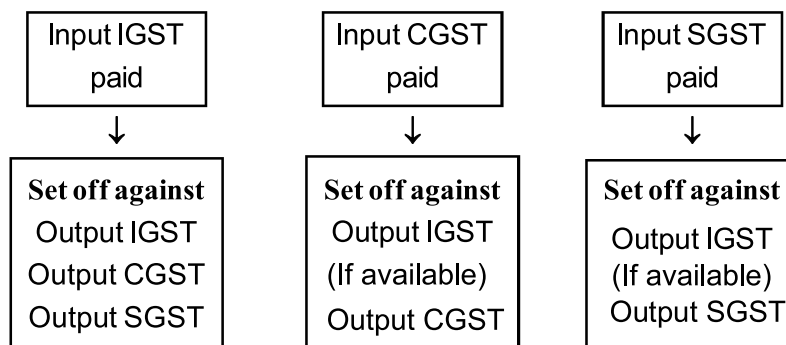 Input IGST
paid
Input CGST
paid
Input SGST
paid
Set off against
Output IGST
Output CGST
Output SGST
Set off against
Output IGST
(If available)
Output CGST
Set off against
Output IGST
(If available)
Output SGST